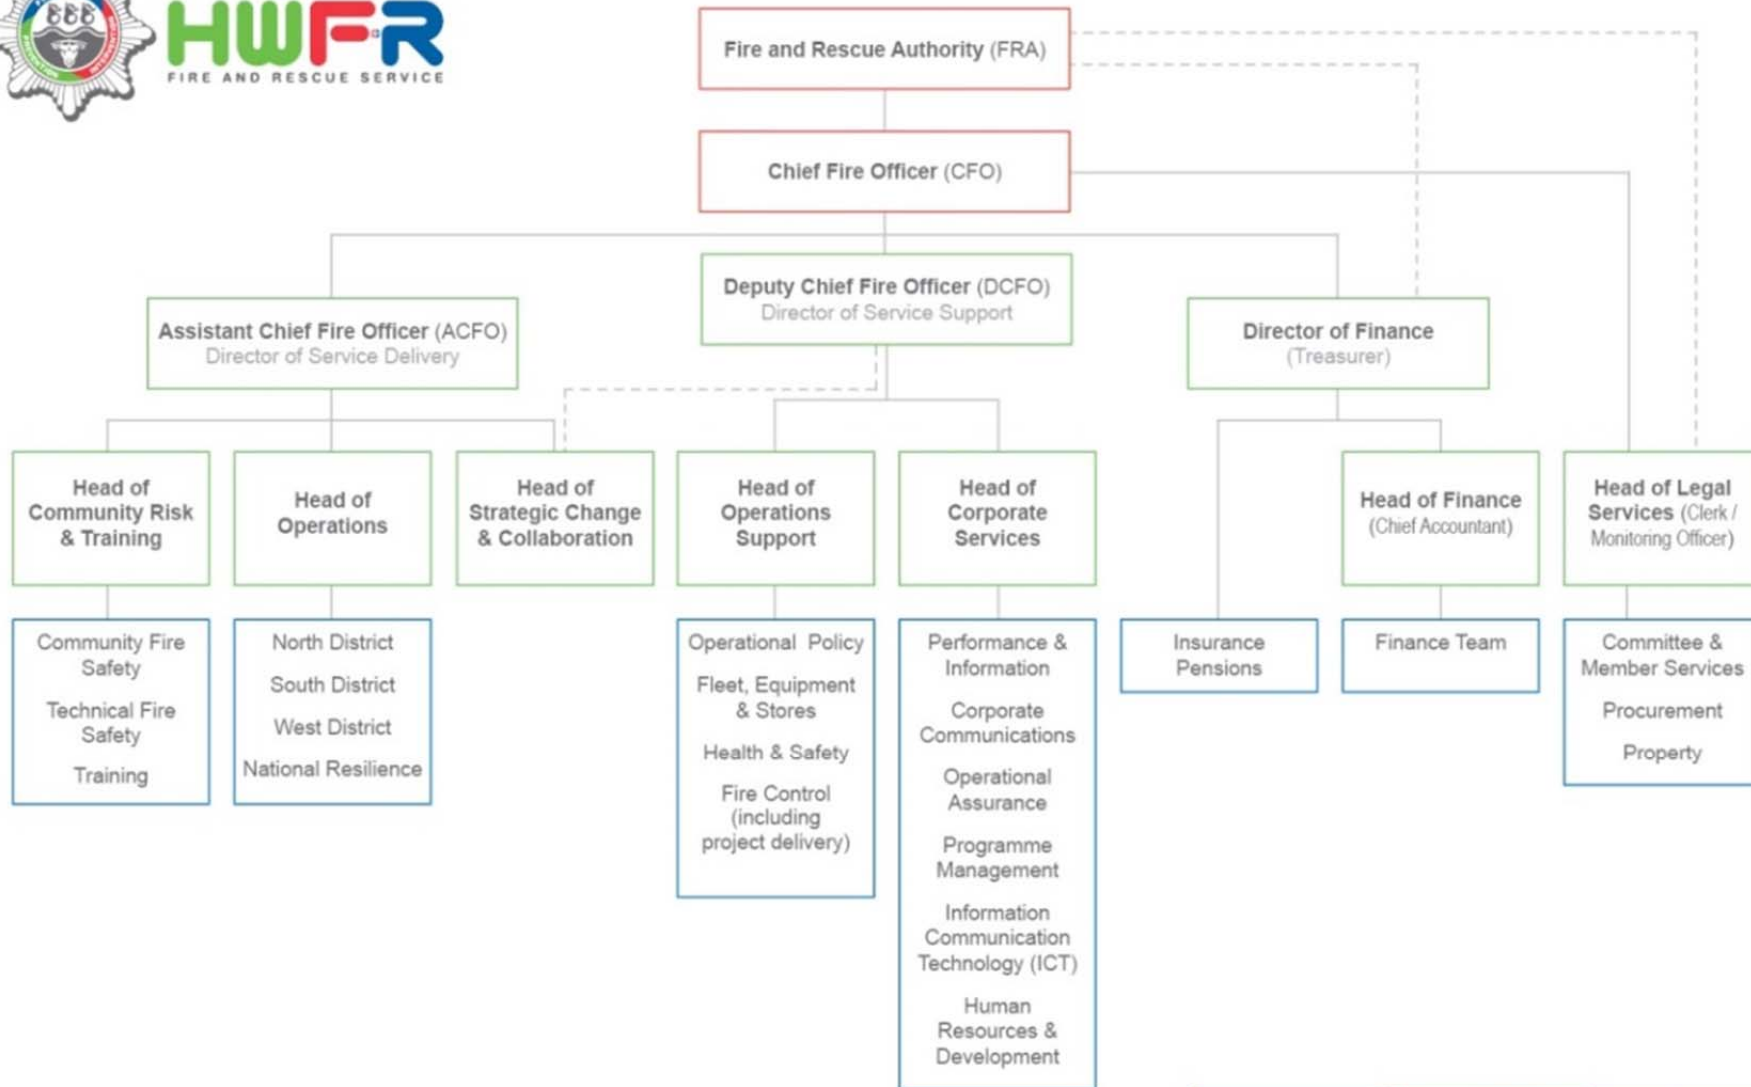 HWFR
FIRE AND RESCUE SERVICE
Fire and Rescue Authority (FRA)
Chief Fire Officer (CFO)
Deputy Chief Fire Officer (DCFO)
Director of Service Support
Assistant Chief Fire Officer (ACFO)
Director of Service Delivery
Director of Finance
(Treasurer)
Head of
Community Risk
& Training
Head of
Operations
Head of
Strategic Change
& Collaboration
Head of
Operations
Support
Head of
Corporate
Services
Head of Finance
(Chief Accountant)
Head of Legal
Services (Clerk /
Monitoring Officer)
Community Fire
Safety
Technical Fire
Safety
Training
North District
South District
West District
National Resilience
Operational Policy
Fleet, Equipment
& Stores
Health & Safety
Fire Control
(including
project delivery)
Performance &
Information
Corporate
Communications
Operational
Assurance
Programme
Management
Information
Communication
Technology (ICT)
Human
Resources &
Development
Insurance
Pensions
Finance Team
Committee &
Member Services
Procurement
Property